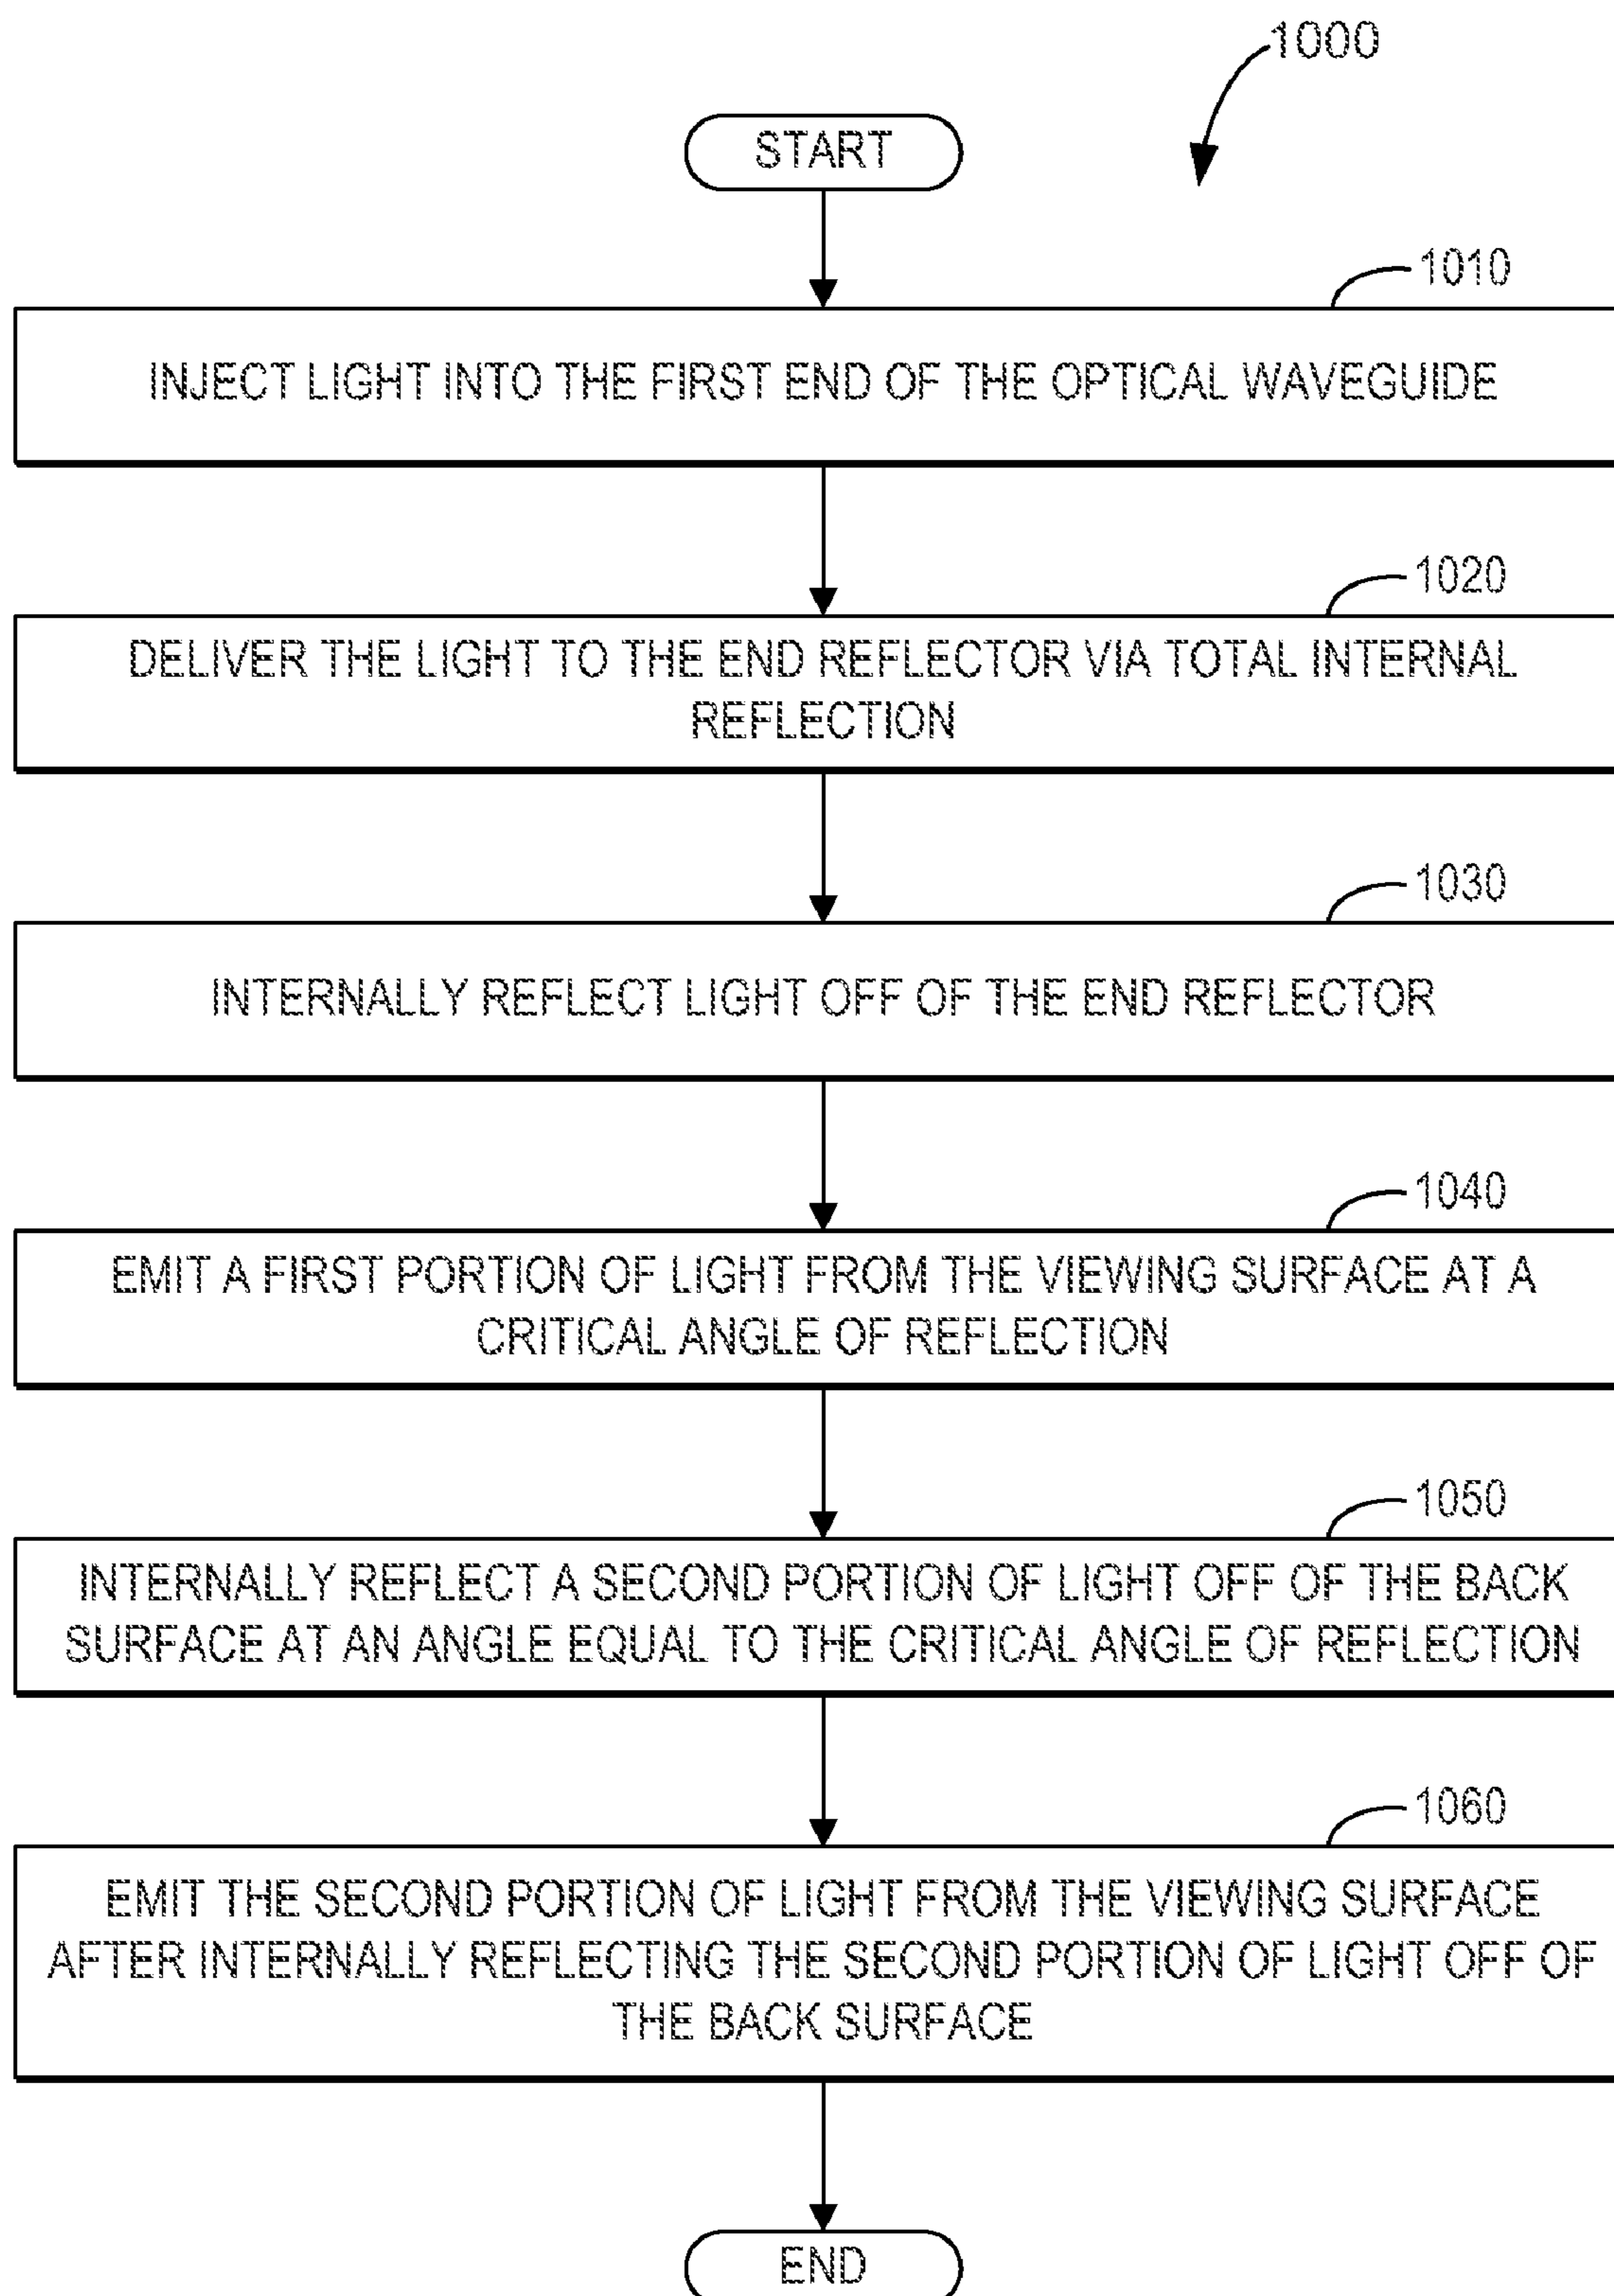 1000
START
1010
INJECT LIGHT INTO THE FIRST END OF THE OPTICAL WAVEGUIDE
1020
DELIVER THE LIGHT TO THE END REFLECTOR VIA TOTAL INTERNAL
REFLECTION
1030
INTERNALLY REFLECT LIGHT OFF OF THE END REFLECTOR
1040
EMIT A FIRST PORTION OF LIGHT FROM THE VIEWING SURFACE AT A
CRITICAL ANGLE OF REFLECTION
1050
INTERNALLY REFLECT A SECOND PORTION OF LIGHT OFF OF THE BACK
SURFACE AT AN ANGLE EQUAL TO THE CRITICAL ANGLE OF REFLECTION
1060
EMIT THE SECOND PORTION OF LIGHT FROM THE VIEWING SURFACE
AFTER INTERNALLY REFLECTING THE SECOND PORTION OF LIGHT OFF OF
THE BACK SURFACE
END